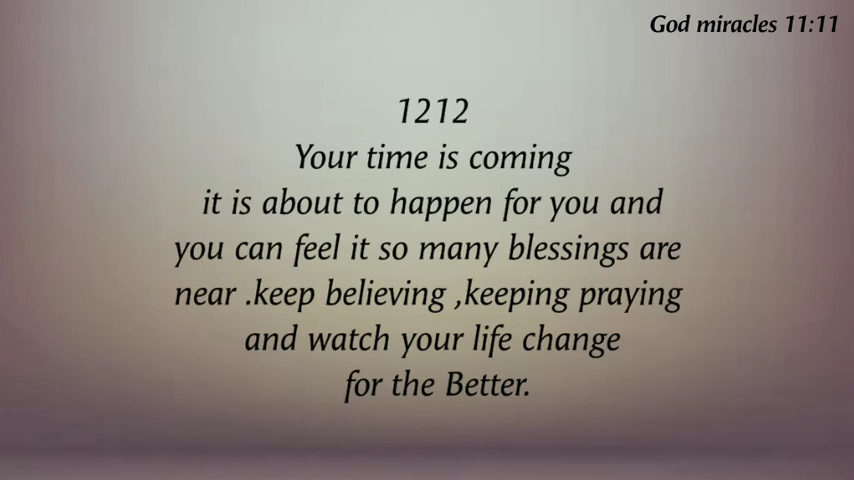 God miracles 11:11
1212
Your time is coming
it is about to happen for you and
you can feel it so many blessings are
near .keep believing ,keeping praying
and watch your life change
for the Better.